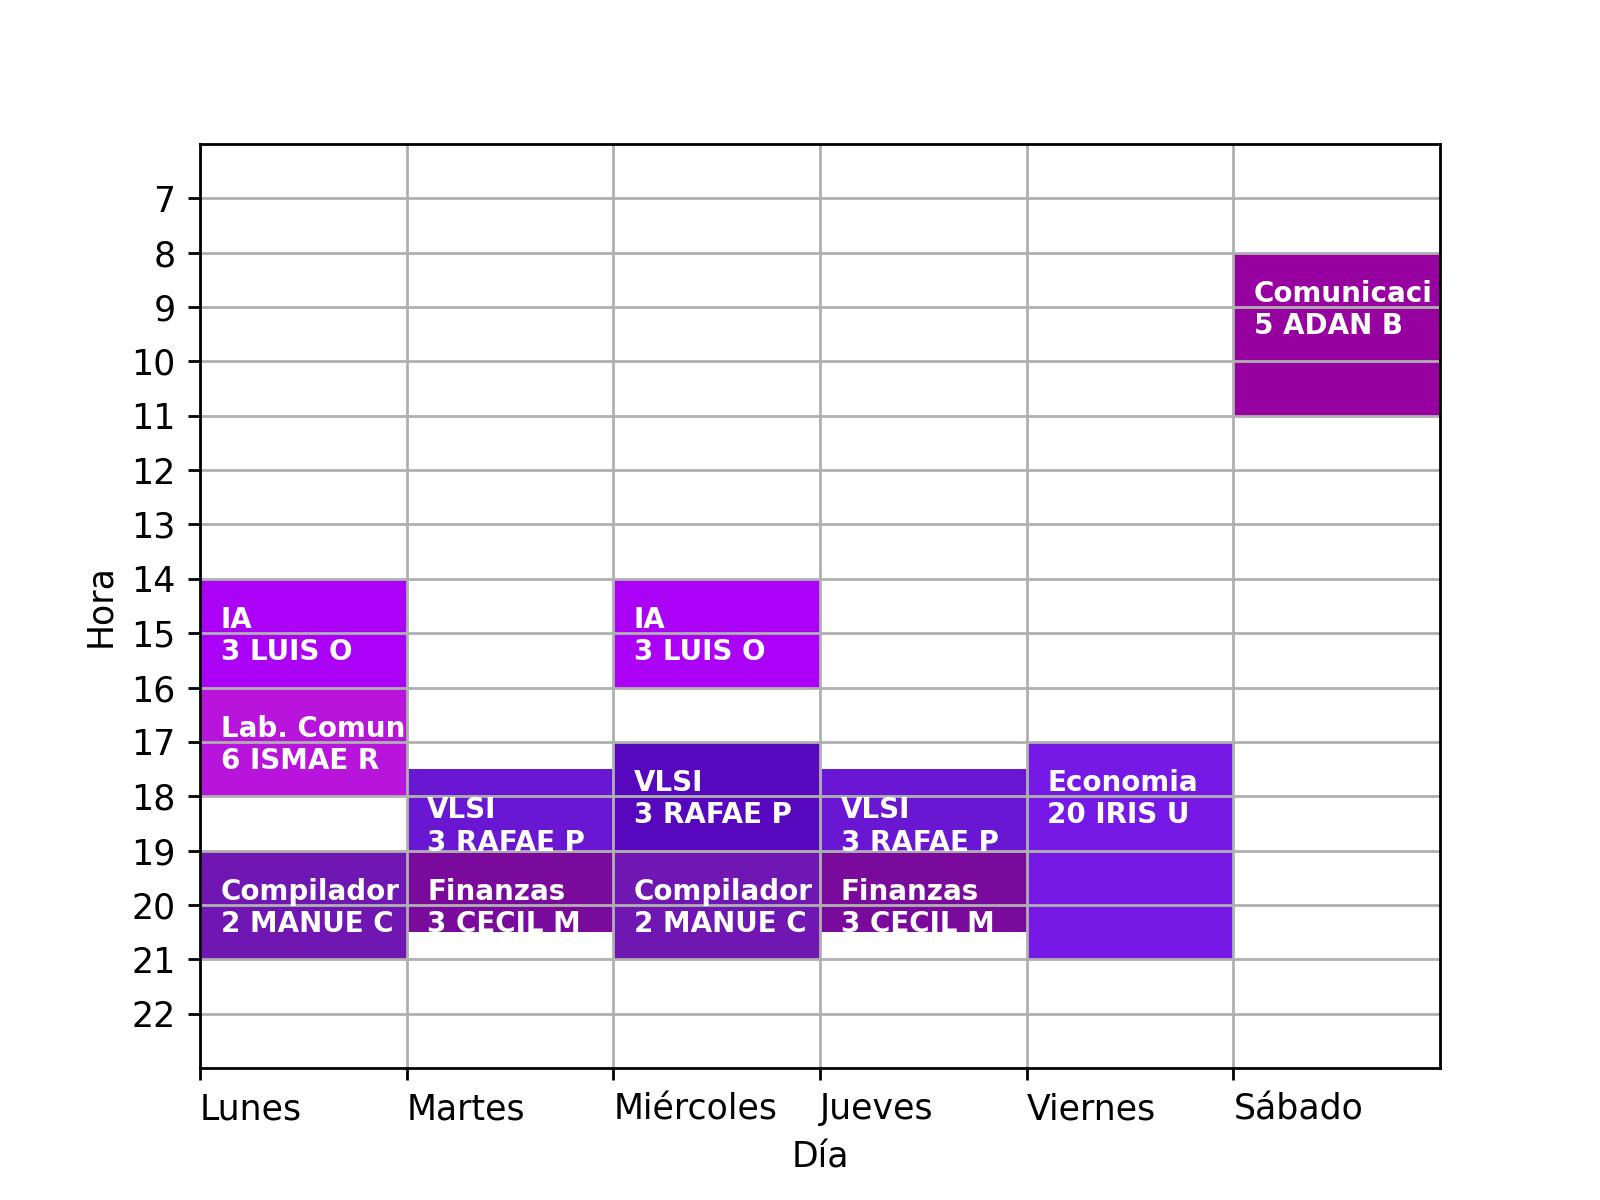 7
8
Comunicaci
9
5 ADAN B
10
11
12
13
Hora
14
IA
IA
15
3 LUIS O
3 LUIS O
16
Lab. Comun
17
6 ISMAE R
VLSI
3 RAFAE P
Economia
20 IRIS U
18
VLSI
3 RAFAE P
VLSI
3 RAFAE P
19
Compilador
2 MANUE C
Finanzas
3 CECIL M
Compilador
2 MANUE C
Finanzas
3 CECIL M
20
21
22
Lunes Martes Miércoles Jueves Viernes Sábado
Día